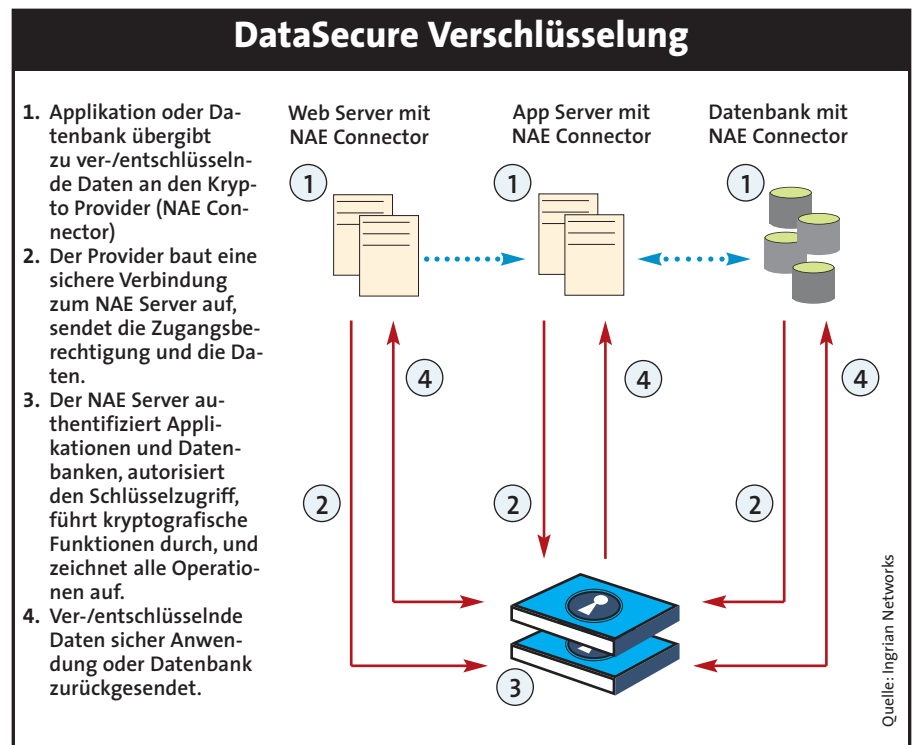 DataSecure Verschlüsselung
1. Applikation oder Da-
tenbank übergibt
zu ver-/entschlüsseln-
de Daten an den Kryp-
to Provider (NAE Con-
nector)
2. Der Provider baut eine
sichere Verbindung
zum NAE Server auf,
sendet die Zugangsbe-
rechtigung und die Da-
ten.
3. Der NAE Server au-
thentifiziert Appli-
kationen und Daten-
banken, autorisiert
den Schlüsselzugriff,
führt kryptografische
Funktionen durch, und
zeichnet alle Operatio-
nen auf.
4. Ver-/entschlüsselnde
Daten sicher Anwen-
dung oder Datenbank
zurückgesendet.
Web Server mit
NAE Connector
App Server mit
NAE Connector
Datenbank mit
NAE Connector
1
1
1
4
4
4
2
2
2
3
Quelle: Ingrian Networks